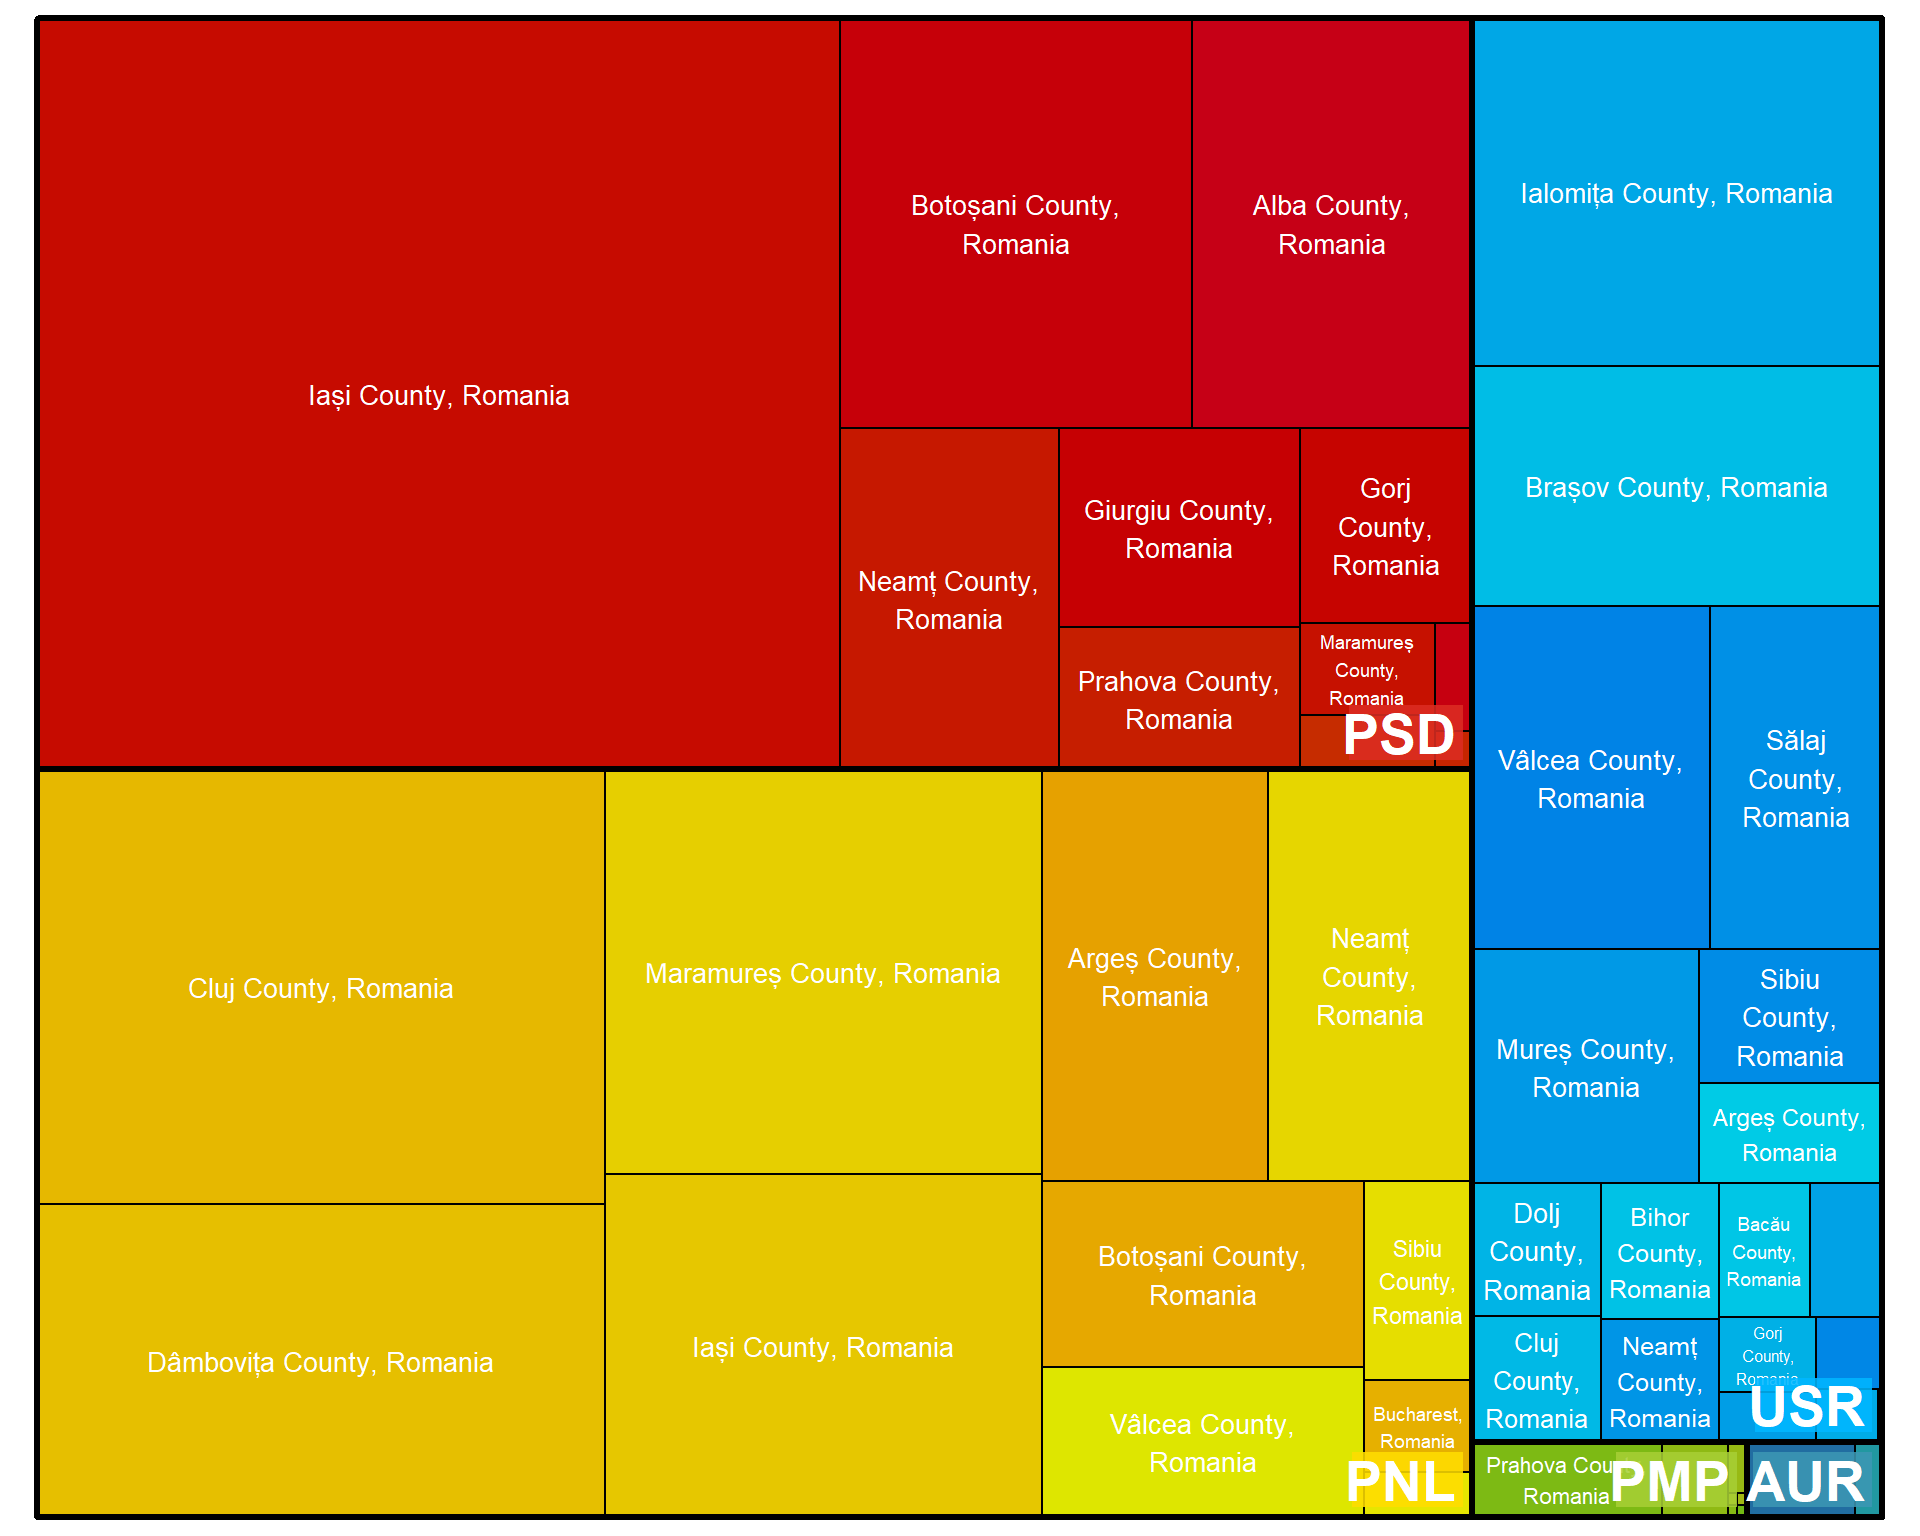 Iași County, Romania
Botoșani County,
Romania
Alba County,
Romania
Neamț County,
Romania
Giurgiu County,
Romania
Gorj
County,
Romania
Prahova County,
Romania
Maramureș
County,
Romania
PSD
Cluj County, Romania
Dâmbovița County, Romania
Maramureș County, Romania
Iași County, Romania
Argeș County,
Romania
Neamț
County,
Romania
Botoșani County,
Romania
Sibiu
County,
Romania
Vâlcea County,
Romania
Bucharest,
Romania
PNL
Ialomița County, Romania
Brașov County, Romania
Vâlcea County,
Romania
Sălaj
County,
Romania
Mureș County,
Romania
Sibiu
County,
Romania
Argeș County,
Romania
Dolj
County,
Romania
Bihor
County,
Romania
Bacău
County,
Romania
Cluj
County,
Romania
Neamț
County,
Romania
Gorj
County,
Romania
USR
Prahova
Romania
PMP
AUR